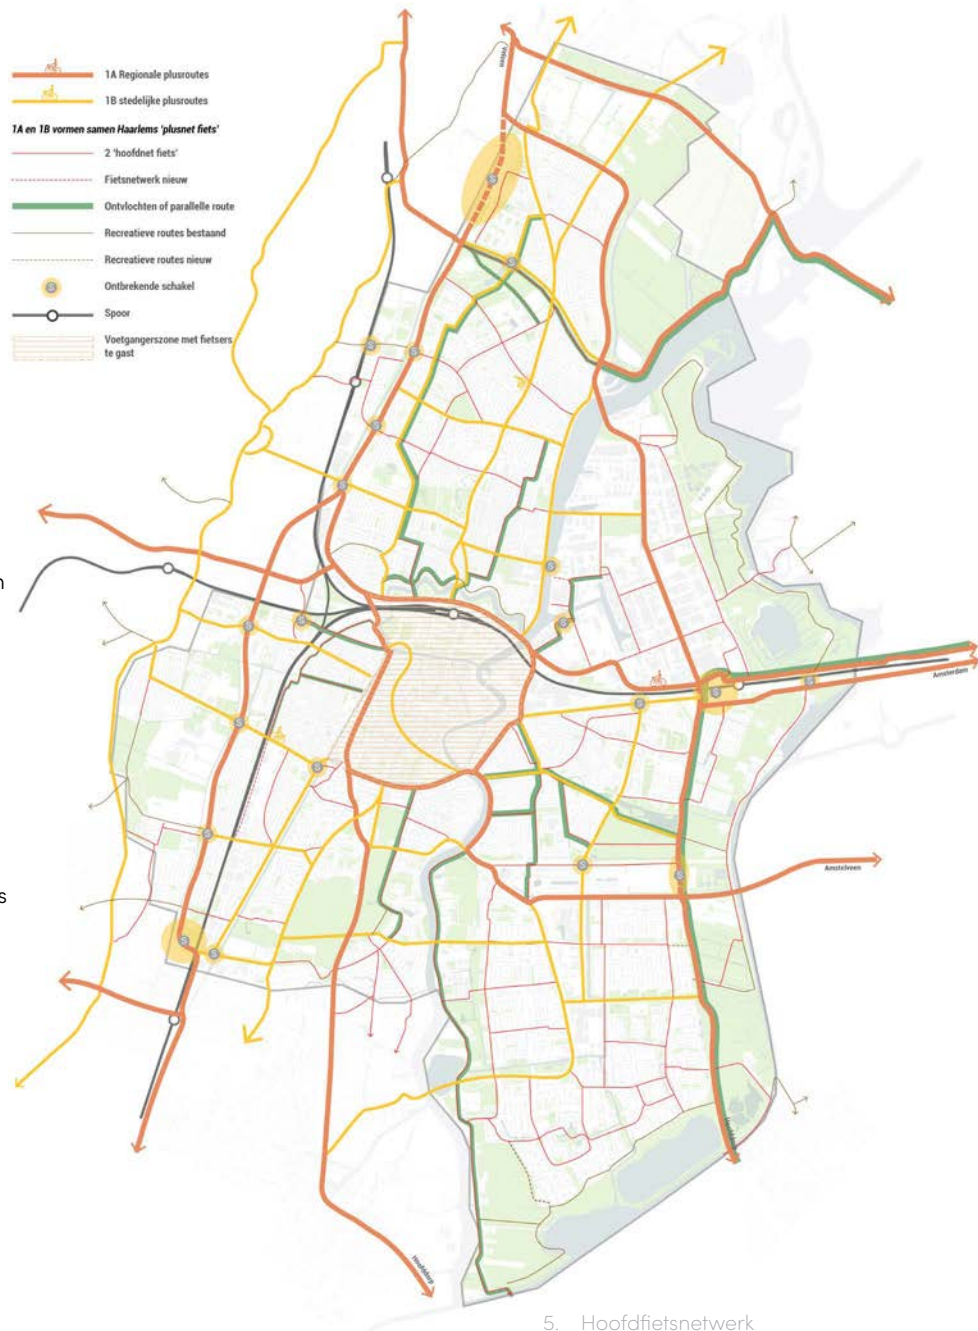 1A Regionale plusroutes
1B stedelijke plusroutes
1A en 1B vormen samen Haarlems 'plusnet fiets'
2 'hoofdnet fiets'
Fietsnetwerk nieuw
Ontvlochten of parallelle route
Recreatieve routes bestaand
Recreatieve routes nieuw
Ontbrekende schakel
Spoor
Voetgangerszone met fietsers
te gast
Velsen
n
Amsterdam
Amstelveen
s
Hoofddorp
5. Hoofdfietsnetwerk